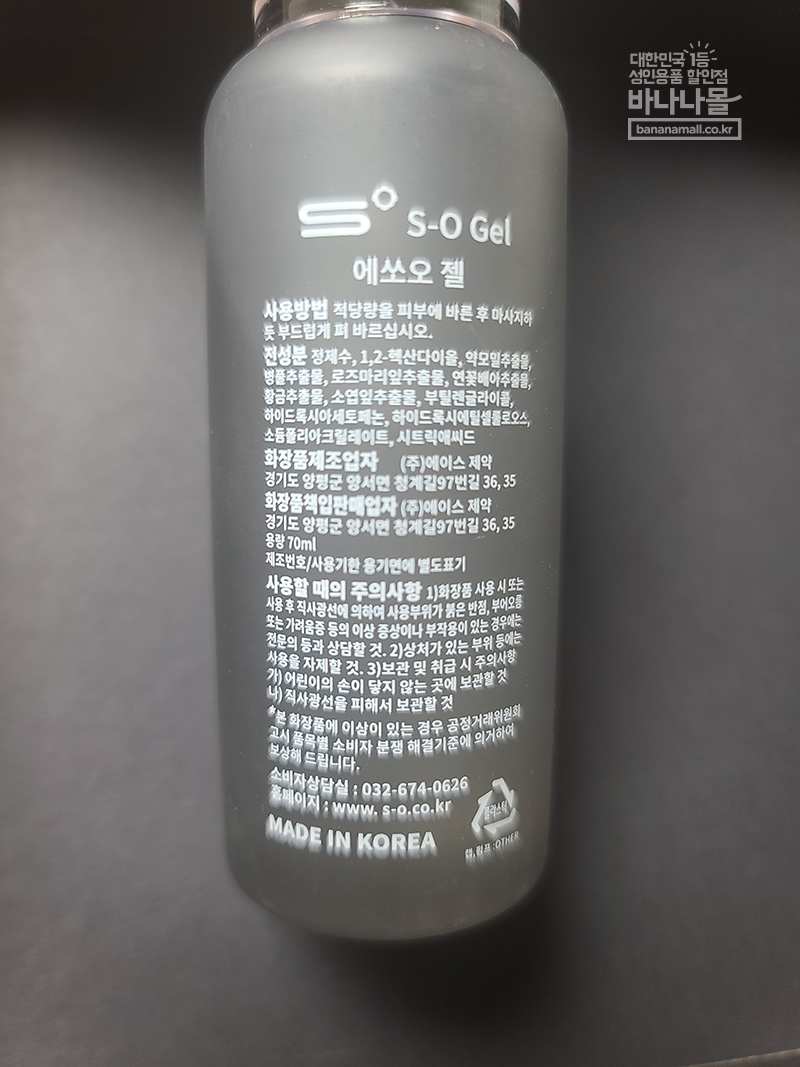 대한민국 1등
성인용품 할인점
바나나몰
bananamall.co.kr
S-O Gel
에쏘오 젤
사용방법 적당량을 피부에 바른 후 마사지하
듯 부드럽게 펴 바르십시오.
전성분 정제수, 1,2-헥산다이올, 약모밀추출물,
병풀추출물, 로즈마리잎추출물, 연꽃배아추출물,
황금추출물, 소엽잎추출물, 부틸렌글라이콜,
하이드록시아세토페논, 하이드록시에틸셀룰로오스,
소듐폴리아크릴레이트, 시트릭애씨드
화장품제조업자 (주)에이스 제약
경기도 양평군 양서면 청계길97번길 36, 35
화장품책임판매업자 (주)에이스 제약
경기도 양평군 양서면 청계길97번길 36, 35
용량 70ml
제조번호/사용기한 용기면에 별도표기
사용할 때의 주의사항 1)화장품 사용 시 또는
사용 후 직사광선에 의하여 사용부위가 붉은 반점, 부어오름
또는 가려움증 등의 이상 증상이나 부작용이 있는 경우에는
전문의 등과 상담할 것. 2)상처가 있는 부위 등에는
사용을 자제할 것. 3)보관 및 취급 시 주의사항
가) 어린이의 손이 닿지 않는 곳에 보관할 것
나) 직사광선을 피해서 보관할 것
*본 화장품에 이상이 있는 경우 공정거래위원회
고시 품목별 소비자 분쟁 해결기준에 의거하여
보상해 드립니다.
소비자상담실 : 032-674-0626
홈페이지 : www. s-o.co.kr
MADE IN KOREA
플라스틱
캡,펌프 :OTHER